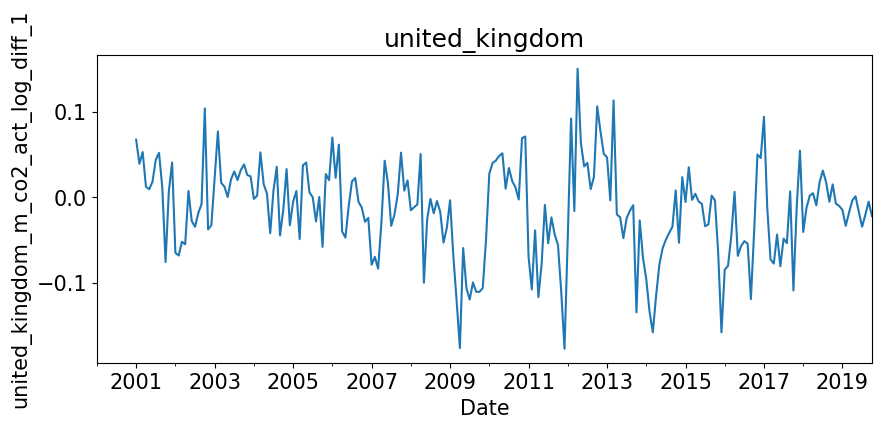 united_kingdom
united_kingdom_m_co2_act_log_diff_1
0.1
0.0
−0.1
2001 2003 2005 2007 2009 2011 2013 2015 2017 2019
Date